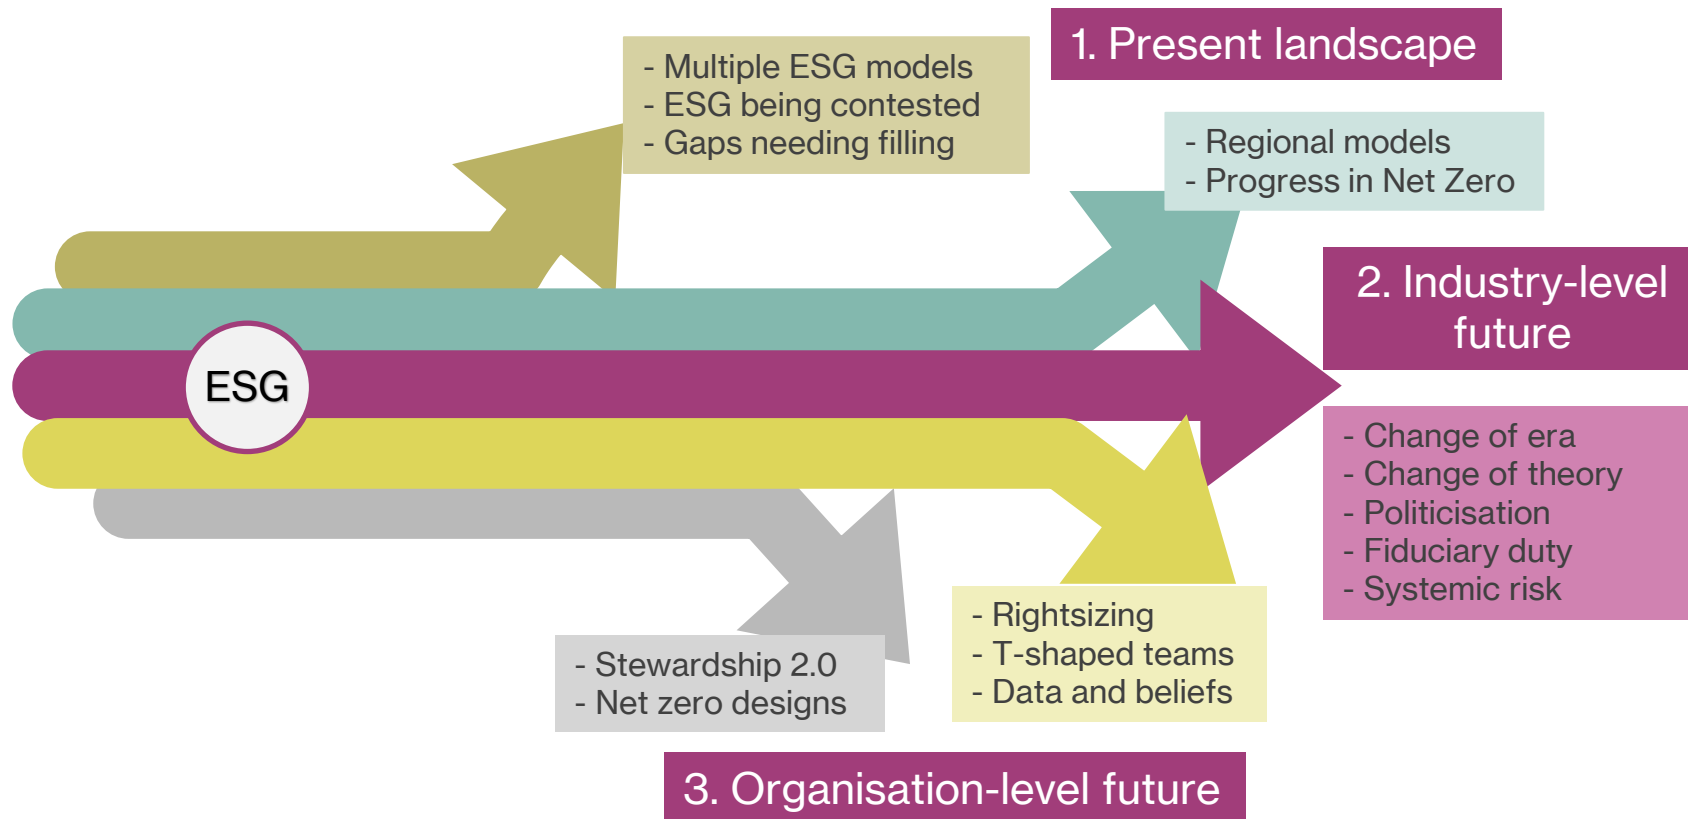 1. Present landscape
- Multiple ESG models
- ESG being contested
- Gaps needing filling
- Regional models
- Progress in Net Zero
2. Industry-level
future
ESG
- Change of era
- Change of theory
- Politicisation
- Fiduciary duty
- Systemic risk
- Rightsizing
- T-shaped teams
- Data and beliefs
- Stewardship 2.0
- Net zero designs
3. Organisation-level future